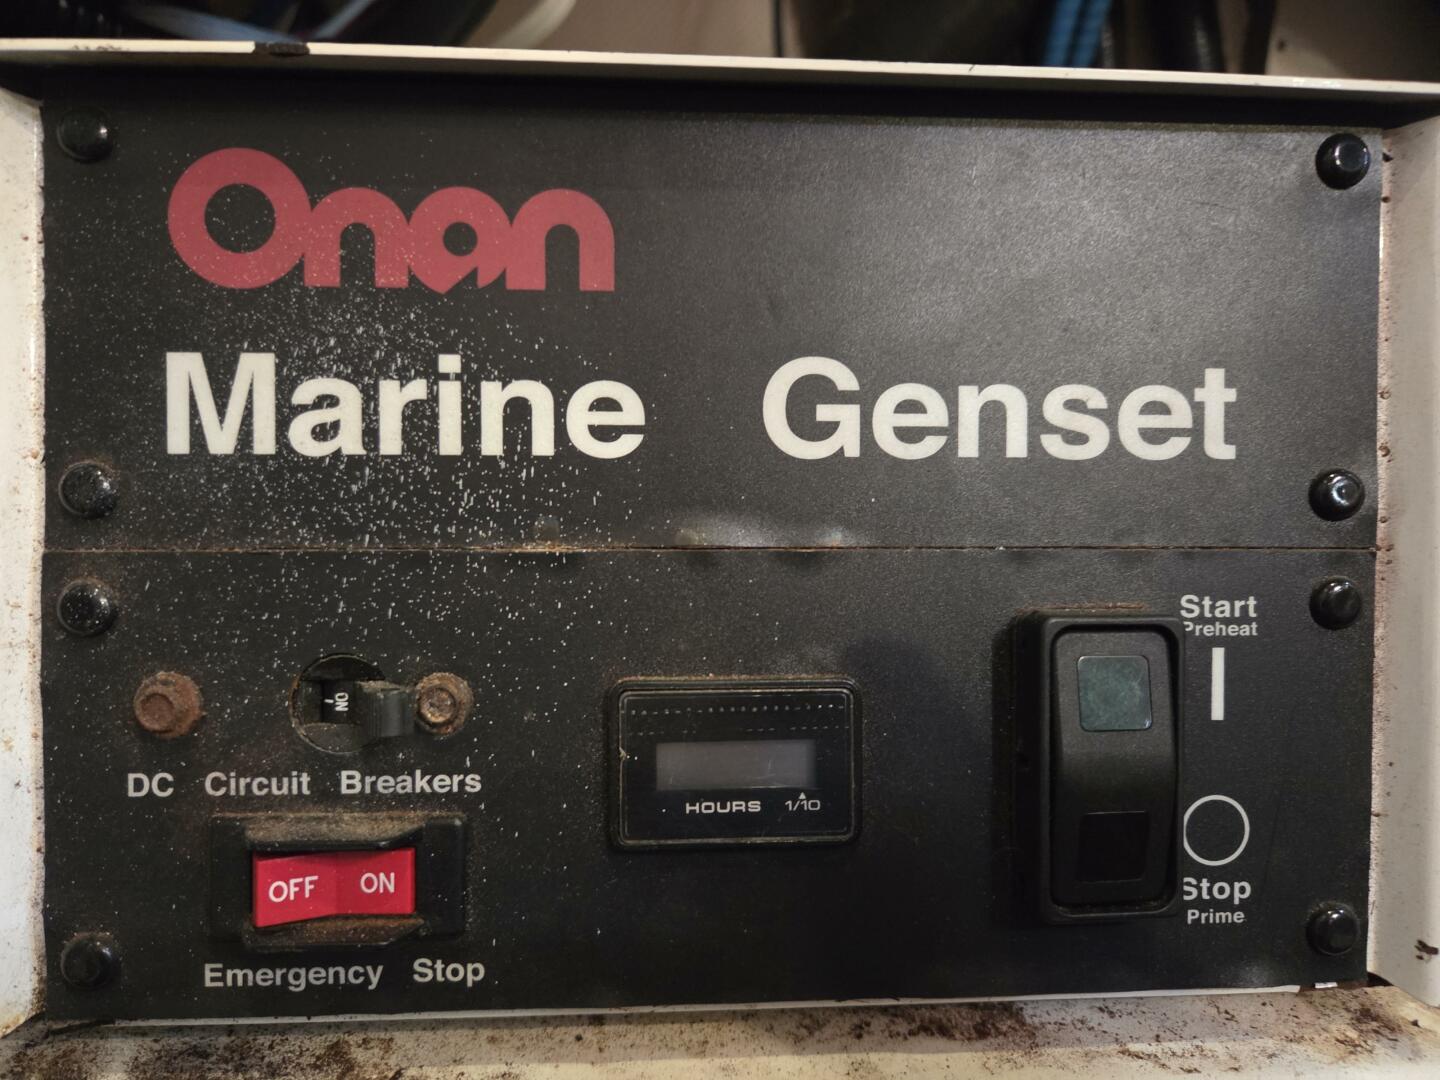 Onan
Marine Genset
Start
Preheat
ON
DC Circuit Breakers
HOURS 1/10
OFF ON
Stop
Prime
Emergency Stop